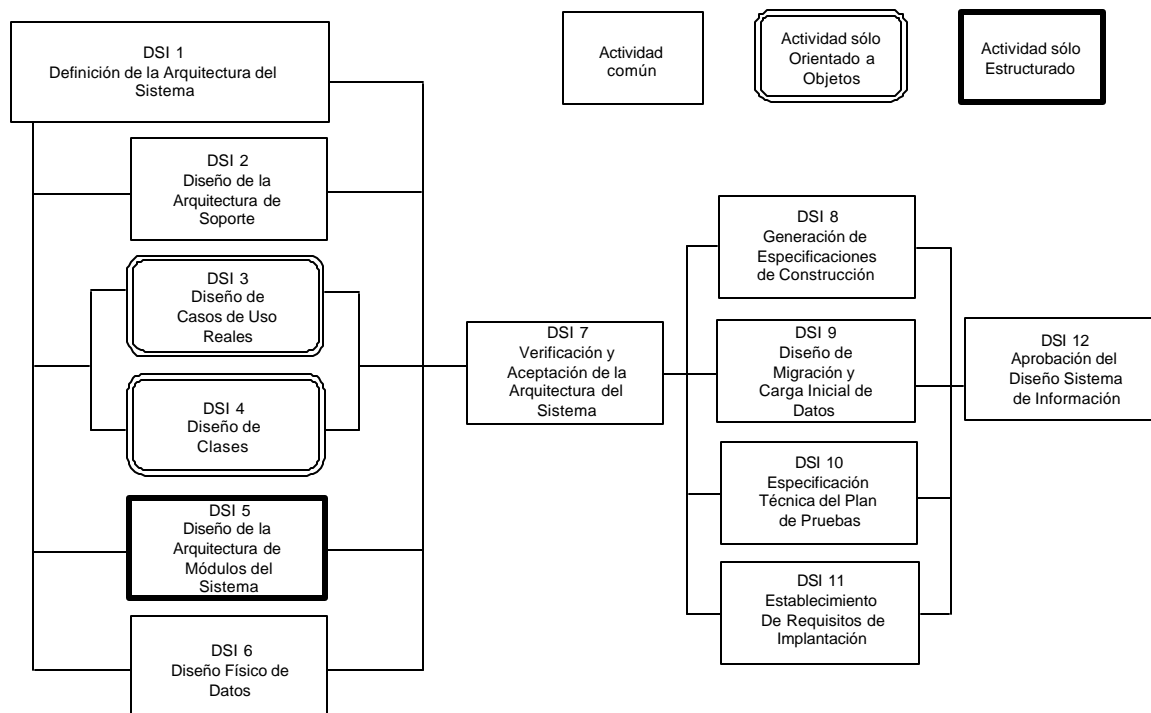 DSI 1
Definición de la Arquitectura del
Sistema
Actividad
común
Actividad sólo
Orientado a
Objetos
Actividad sólo
Estructurado
DSI 2
Diseño de la
Arquitectura de
Soporte
DSI 3
Diseño de
Casos de Uso
Reales
DSI 4
Diseño de
Clases
DSI 5
Diseño de la
Arquitectura de
Módulos del
Sistema
DSI 6
Diseño Físico de
Datos
DSI 7
Verificación y
Aceptación de la
Arquitectura del
Sistema
DSI 8
Generación de
Especificaciones
de Construcción
DSI 9
Diseño de
Migración y
Carga Inicial de
Datos
DSI 10
Especificación
Técnica del Plan
de Pruebas
DSI 11
Establecimiento
De Requisitos de
Implantación
DSI 12
Aprobación del
Diseño Sistema
de Información